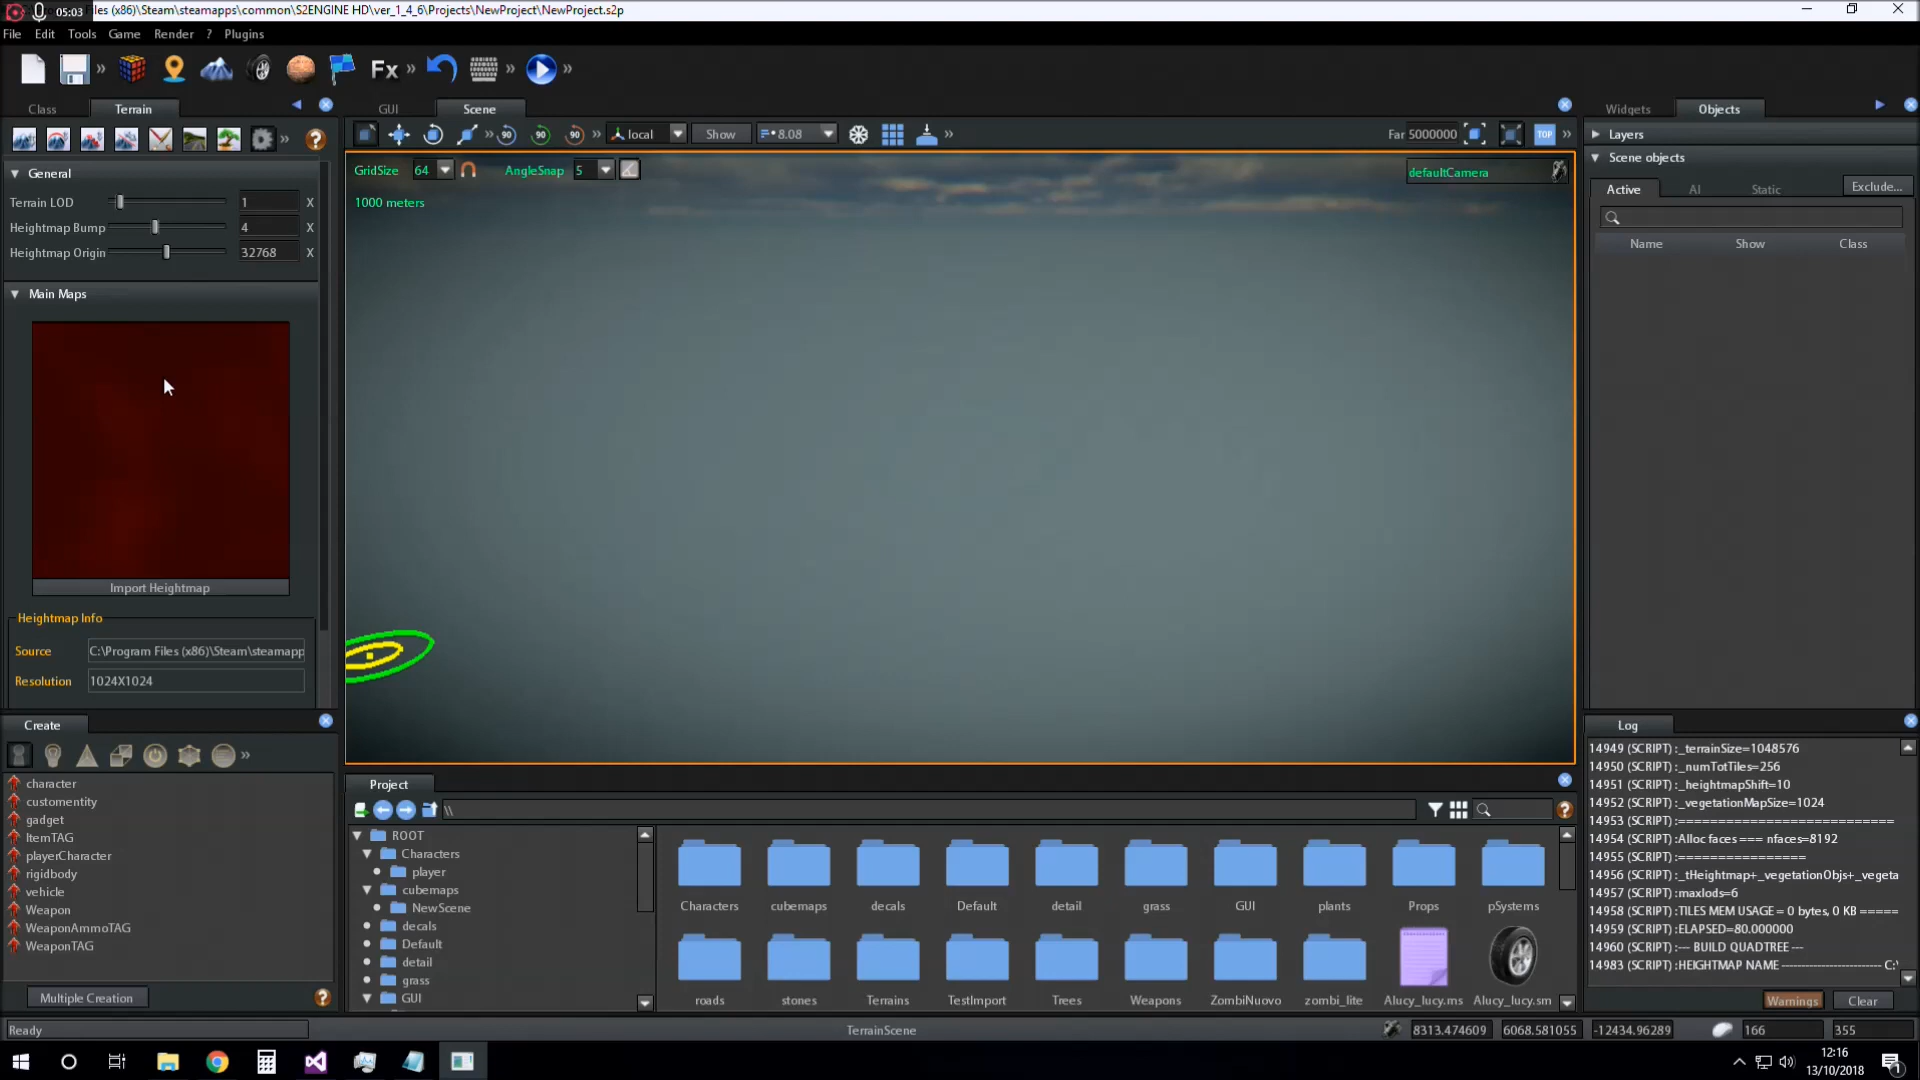 05:03 Files (x86)\Steam\steamapps\common\S2ENGINE HD\ver_1_4_6\Projects\NewProject\NewProject.s2p
File Edit Tools Game Render ? Plugins
Fx
Class Terrain
General
Terrain LOD 1 X
Heightmap Bump 4 X
Heightmap Origin 32768 X
Main Maps
Import Heightmap
Heightmap Info
Source C:\Program Files (x86)\Steam\steamapp
Resolution 1024X1024
GUI Scene
90 90 90 local Show 8.08 Far 5000000 TOP
GridSize 64 AngleSnap 5 defaultCamera
1000 meters
Widgets Objects
Layers
Scene objects
Active AI Static Exclude...
Name Show Class
Create
character
customentity
gadget
ItemTAG
playerCharacter
rigidbody
vehicle
Weapon
WeaponAmmoTAG
WeaponTAG
Multiple Creation
Project
\\
ROOT
Characters
player
cubemaps
NewScene
decals
Default
detail
grass
GUI
Characters cubemaps decals Default detail grass GUI plants Props pSystems
roads stones Terrains TestImport Trees Weapons ZombiNuovo zombi_lite Alucy_lucy.ms Alucy_lucy.sm
Log
14949 (SCRIPT) :_terrainSize=1048576
14950 (SCRIPT) :_numTotTiles=256
14951 (SCRIPT) :_heightmapShift=10
14952 (SCRIPT) :_vegetationMapSize=1024
14953 (SCRIPT) :==========================
14954 (SCRIPT) :Alloc faces === nfaces=8192
14955 (SCRIPT) :================
14956 (SCRIPT) :_tHeightmap+_vegetationObjs+_vegeta
14957 (SCRIPT) :maxlods=6
14958 (SCRIPT) :TILES MEM USAGE = 0 bytes, 0 KB =====
14959 (SCRIPT) :ELAPSED=80.000000
14960 (SCRIPT) :--- BUILD QUADTREE ---
14983 (SCRIPT) :HEIGHTMAP NAME ------------------------- C:\
Warnings Clear
Ready TerrainScene 8313.474609 6068.581055 -12434.96289 166 355
12:16
13/10/2018
1